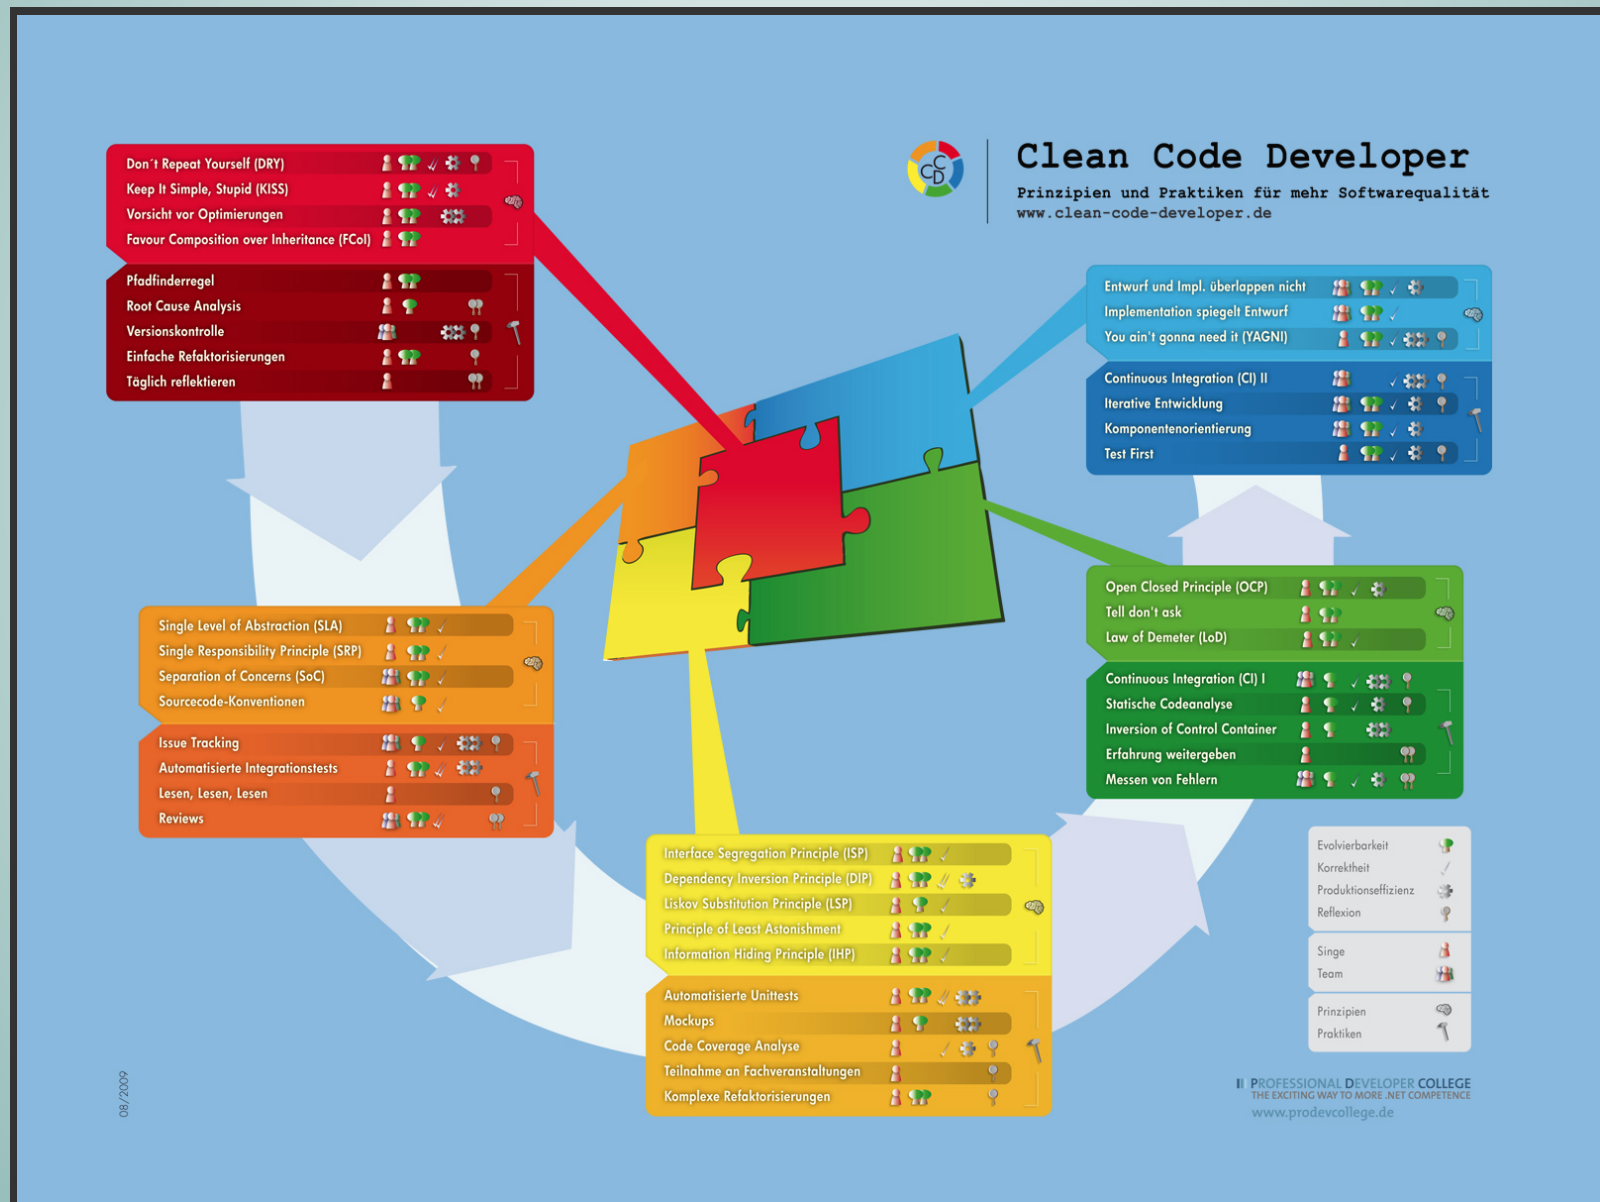 Clean Code Developer
Prinzipien und Praktiken für mehr Softwarequalität
www.clean-code-developer.de
CCD
Don´t Repeat Yourself (DRY)
Keep It Simple, Stupid (KISS)
Vorsicht vor Optimierungen
Favour Composition over Inheritance (FCoI)
Pfadfinderregel
Root Cause Analysis
Versionskontrolle
Einfache Refaktorisierungen
Täglich reflektieren
Single Level of Abstraction (SLA)
Single Responsibility Principle (SRP)
Separation of Concerns (SoC)
Sourcecode-Konventionen
Issue Tracking
Automatisierte Integrationstests
Lesen, Lesen, Lesen
Reviews
Interface Segregation Principle (ISP)
Dependency Inversion Principle (DIP)
Liskov Substitution Principle (LSP)
Principle of Least Astonishment
Information Hiding Principle (IHP)
Automatisierte Unittests
Mockups
Code Coverage Analyse
Teilnahme an Fachveranstaltungen
Komplexe Refaktorisierungen
Open Closed Principle (OCP)
Tell don't ask
Law of Demeter (LoD)
Continuous Integration (CI) I
Statische Codeanalyse
Inversion of Control Container
Erfahrung weitergeben
Messen von Fehlern
Entwurf und Impl. überlappen nicht
Implementation spiegelt Entwurf
You ain't gonna need it (YAGNI)
Continuous Integration (CI) II
Iterative Entwicklung
Komponentenorientierung
Test First
Evolvierbarkeit
Korrektheit
Produktionseffizienz
Reflexion
Singe
Team
Prinzipien
Praktiken
PROFESSIONAL DEVELOPER COLLEGE
THE EXCITING WAY TO MORE .NET COMPETENCE
www.prodevcollege.de
08/2009